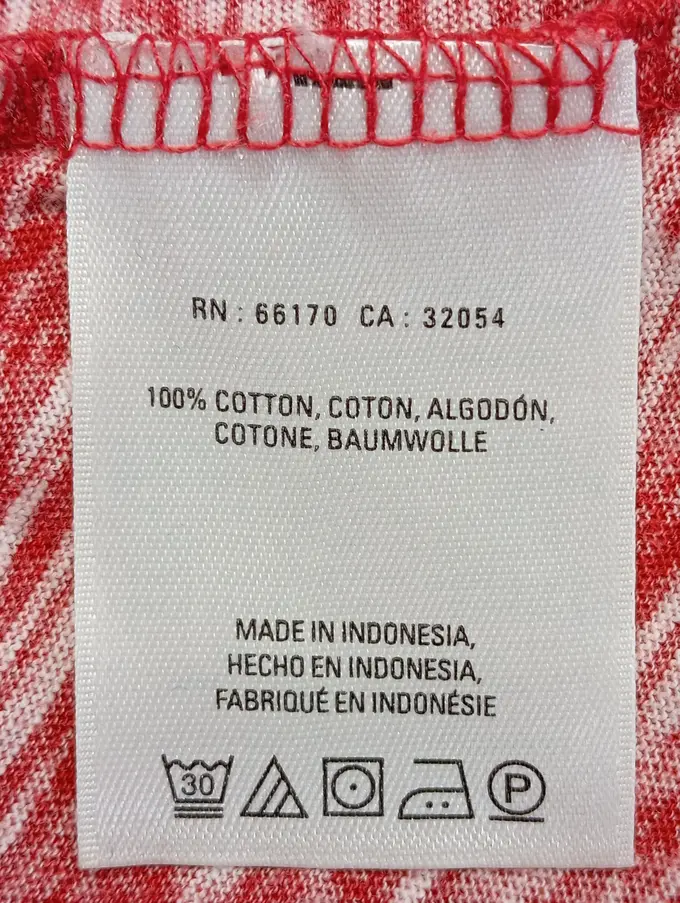 RN : 66170 CA : 32054
100% COTTON, COTON, ALGODÓN,
COTONE, BAUMWOLLE
MADE IN INDONESIA,
HECHO EN INDONESIA,
FABRIQUÉ EN INDONÉSIE
30 P